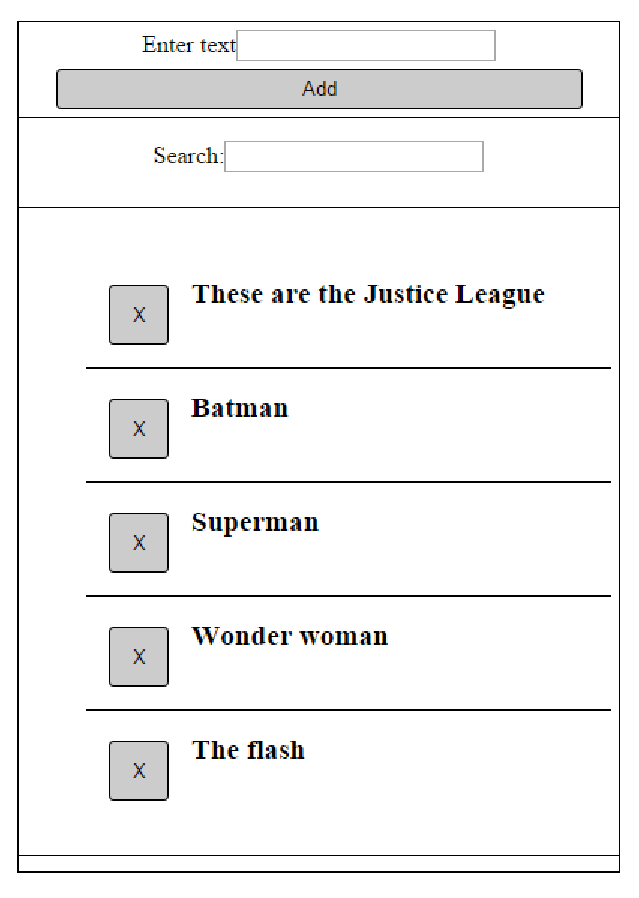 Enter text
Add
Search:
X These are the Justice League
X Batman
X Superman
X Wonder woman
X The flash